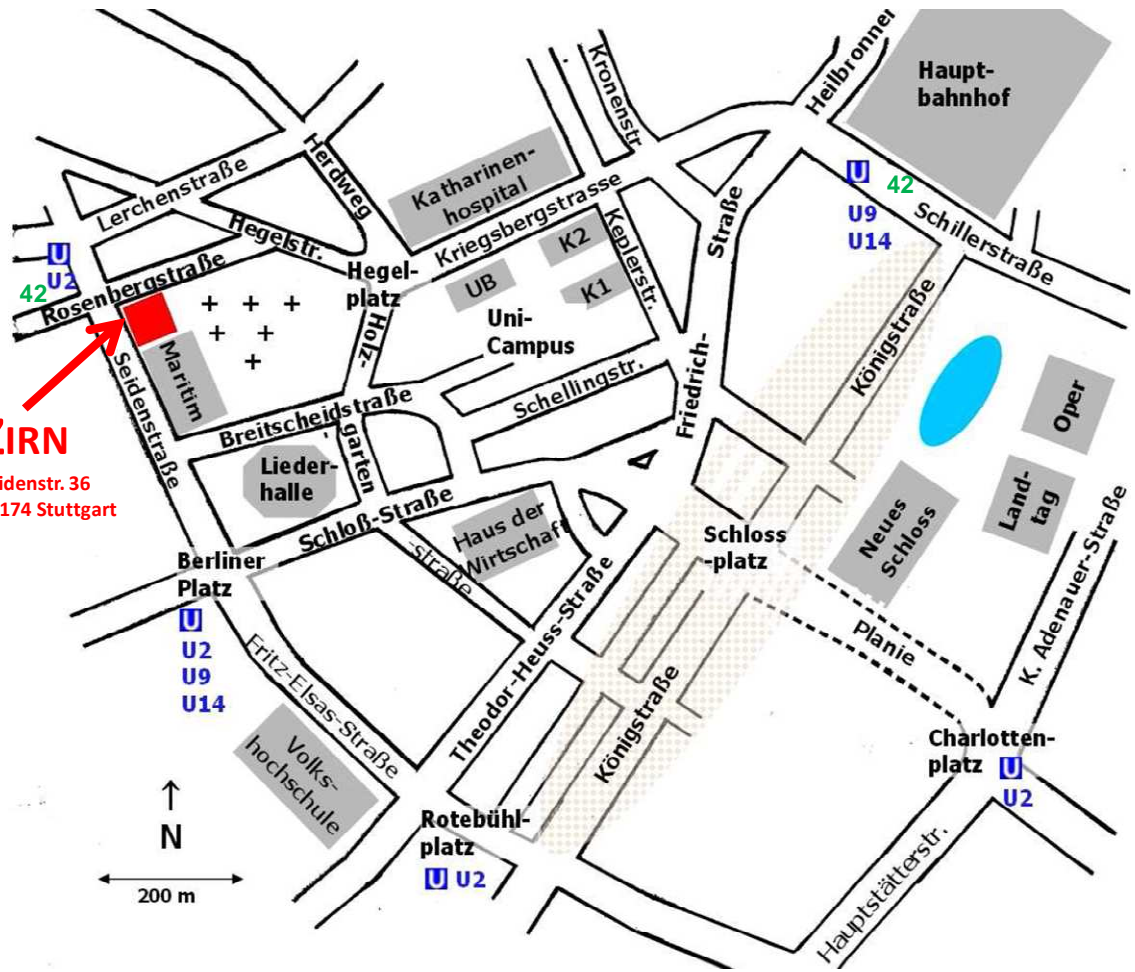 Heilbronner
Haupt-
bahnhof
Kronenstr.
Herdweg
Katharinen-
hospital
Lerchenstraße
Hegelstr.
Kriegsbergstrasse
U
42
U9
U14
Schillerstraße
Straße
Keplerstr.
K2
K1
UB
U
U2
42
Rosenbergstraße
Hegel-
platz
Holz-
Uni-
Campus
Königstraße
Maritim
Seidenstraße
Breitscheidstraße
Schellingstr.
Friedrich-
Oper
IRN
idenstr. 36
174 Stuttgart
Lieder-
halle
garten
Schloß-Straße
-straße
Haus der
Wirtschaft
Schloss
-platz
Neues
Schloss
Land-
tag
K. Adenauer-Straße
Berliner
Platz
U
U2
U9
U14
Fritz-Elsas-Straße
Theodor-Heuss-Straße
Planie
Königstraße
Volks-
hochschule
Charlotten-
platz
U
U2
N
200 m
Rotebühl-
platz
U U2
Hauptstätterstr.